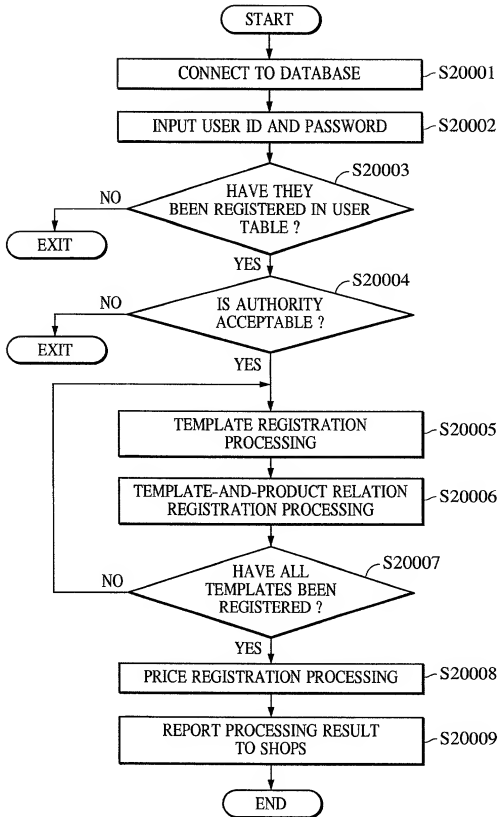 START
CONNECT TO DATABASE
S20001
INPUT USER ID AND PASSWORD
S20002
S20003
HAVE THEY
BEEN REGISTERED IN USER
TABLE ?
NO
EXIT
YES
S20004
IS AUTHORITY
ACCEPTABLE ?
NO
EXIT
YES
TEMPLATE REGISTRATION
PROCESSING
S20005
TEMPLATE-AND-PRODUCT RELATION
REGISTRATION PROCESSING
S20006
S20007
HAVE ALL
TEMPLATES BEEN
REGISTERED ?
NO
YES
PRICE REGISTRATION PROCESSING
S20008
REPORT PROCESSING RESULT
TO SHOPS
S20009
END